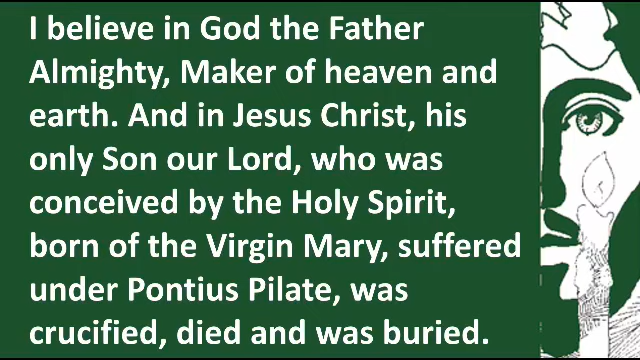 I believe in God the Father
Almighty, Maker of heaven and
earth. And in Jesus Christ, his
only Son our Lord, who was
conceived by the Holy Spirit,
born of the Virgin Mary, suffered
under Pontius Pilate, was
crucified, died and was buried.